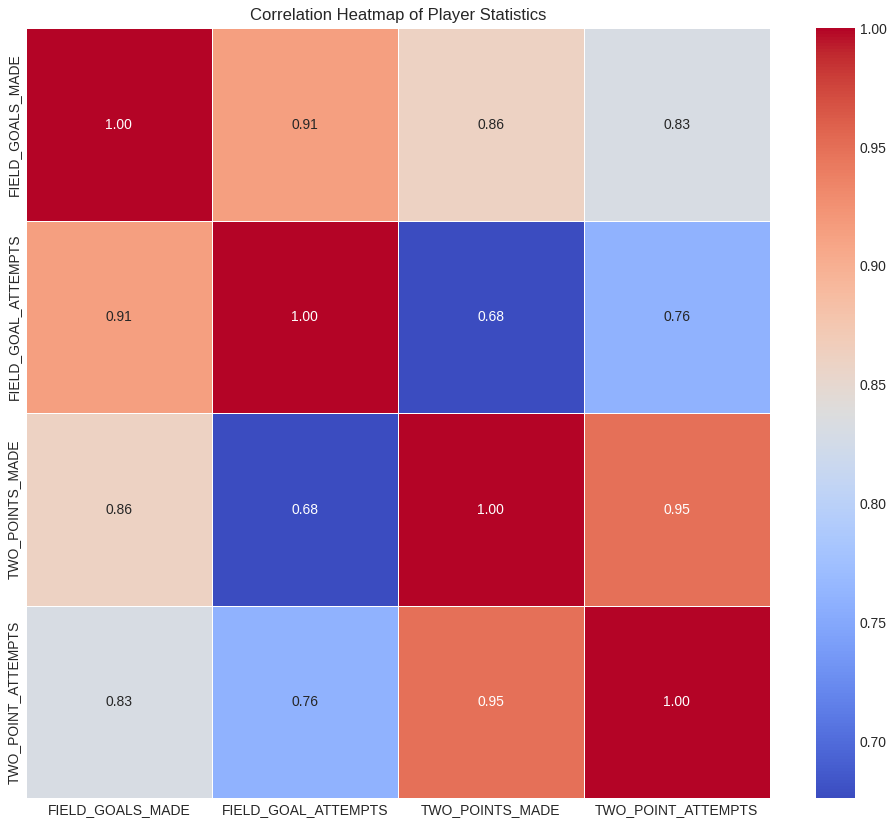 Correlation Heatmap of Player Statistics
FIELD_GOALS_MADE
1.00 0.91 0.86 0.83
FIELD_GOAL_ATTEMPTS
0.91 1.00 0.68 0.76
TWO_POINTS_MADE
0.86 0.68 1.00 0.95
TWO_POINT_ATTEMPTS
0.83 0.76 0.95 1.00
FIELD_GOALS_MADE FIELD_GOAL_ATTEMPTS TWO_POINTS_MADE TWO_POINT_ATTEMPTS
1.00
0.95
0.90
0.85
0.80
0.75
0.70